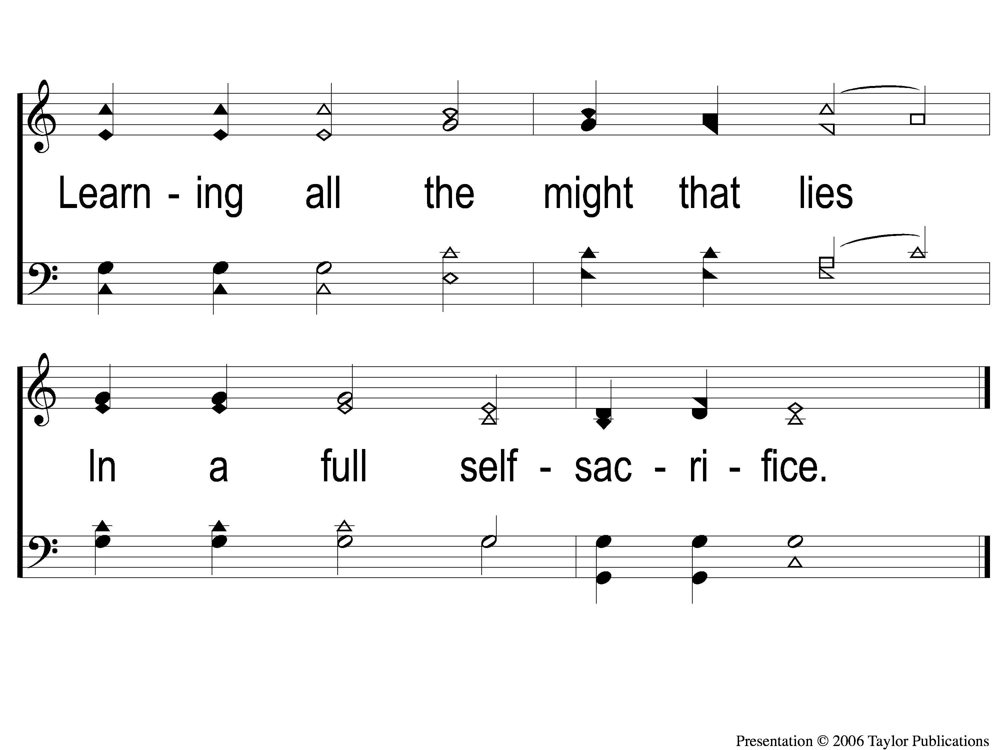 Learn - ing all the might that lies
In a full self - sac - ri - fice.
Presentation © 2006 Taylor Publications